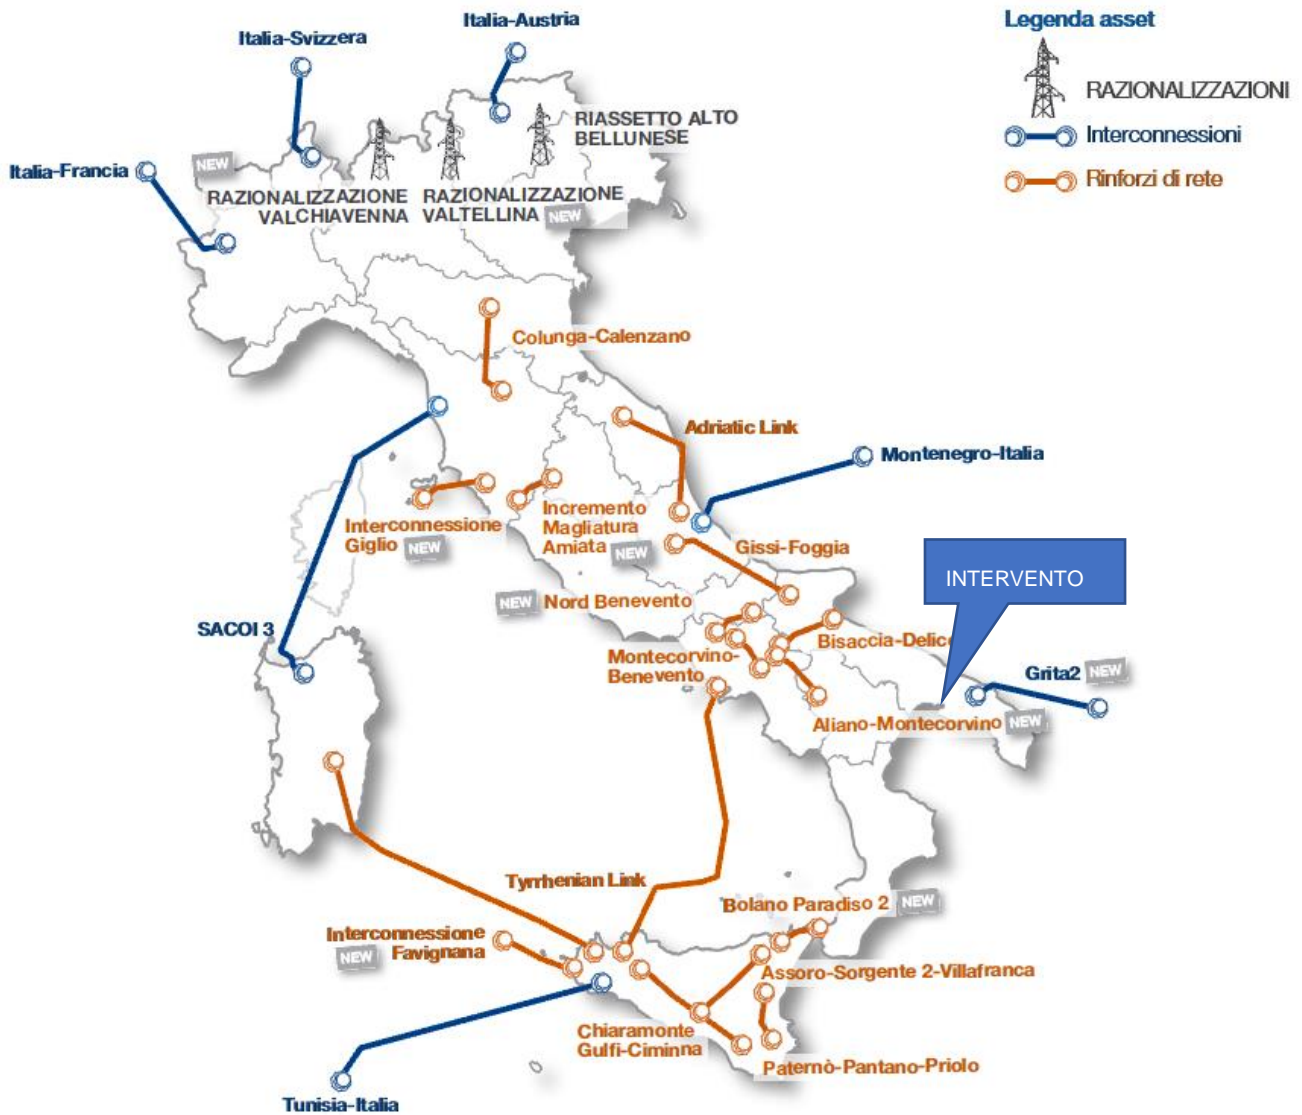 Italia-Austria
Legenda asset
Italia-Svizzera
RAZIONALIZZAZIONI
RIASSETTO ALTO
BELLUNESE
Interconnessioni
NEW
Italia-Francia
Rinforzi di rete
RAZIONALIZZAZIONE
VALCHIAVENNA
RAZIONALIZZAZIONE
VALTELLINA NEW
Colunga-Calenzano
Adriatic Link
Montenegro-Italia
Interconnessione
Giglio NEW
Incremento
Magliatura
Amiata NEW
Gissi-Foggia
INTERVENTO
NEW Nord Benevento
SACOI 3
Bisaccia-Delic
Montecorvino-
Benevento
Grita2 NEW
Aliano-Montecorvino NEW
Tyrrhenian Link
Bolano Paradiso 2 NEW
Interconnessione
NEW Favignana
Assoro-Sorgente 2-Villafranca
Chiaramonte
Gulfi-Ciminna
Paternò-Pantano-Priolo
Tunisia-Italia